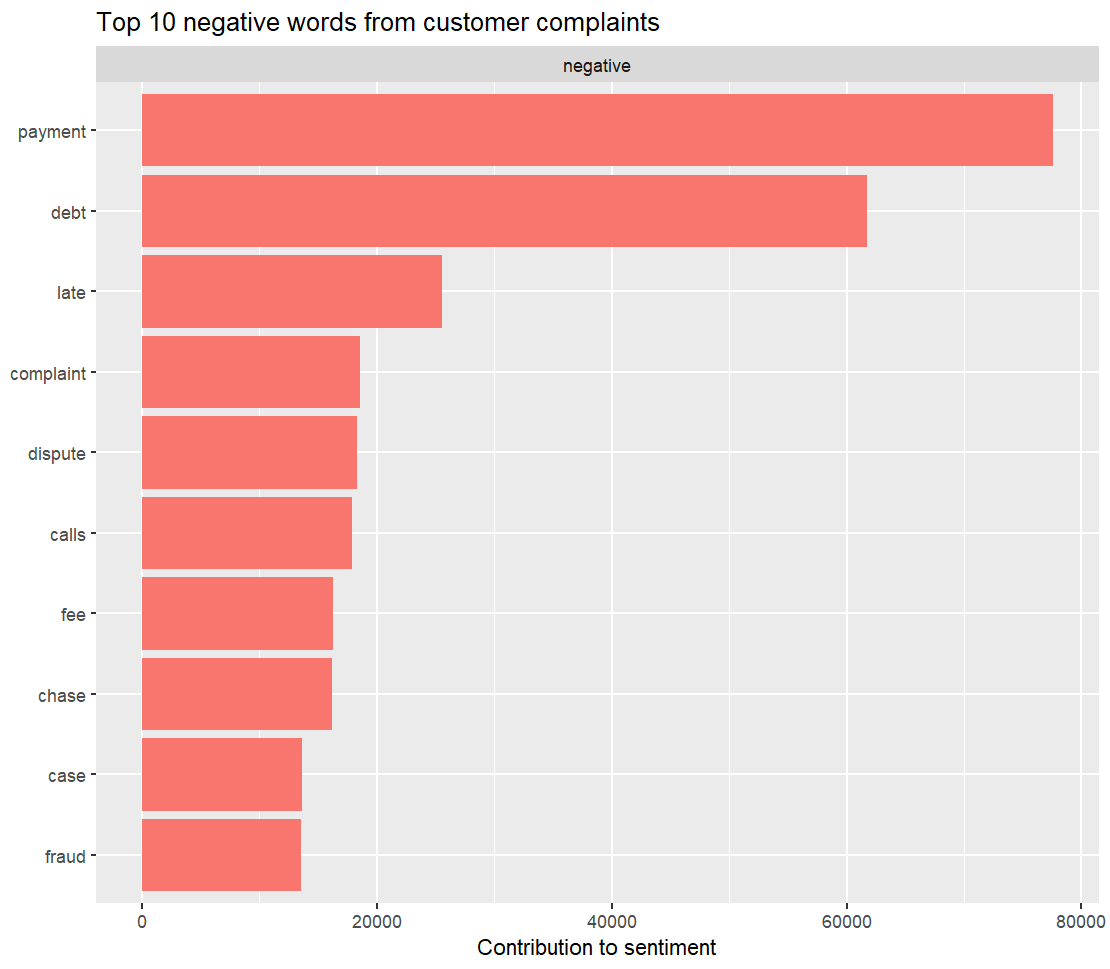 Top 10 negative words from customer complaints
negative
payment
debt
late
complaint
dispute
calls
fee
chase
case
fraud
0 20000 40000 60000 80000
Contribution to sentiment